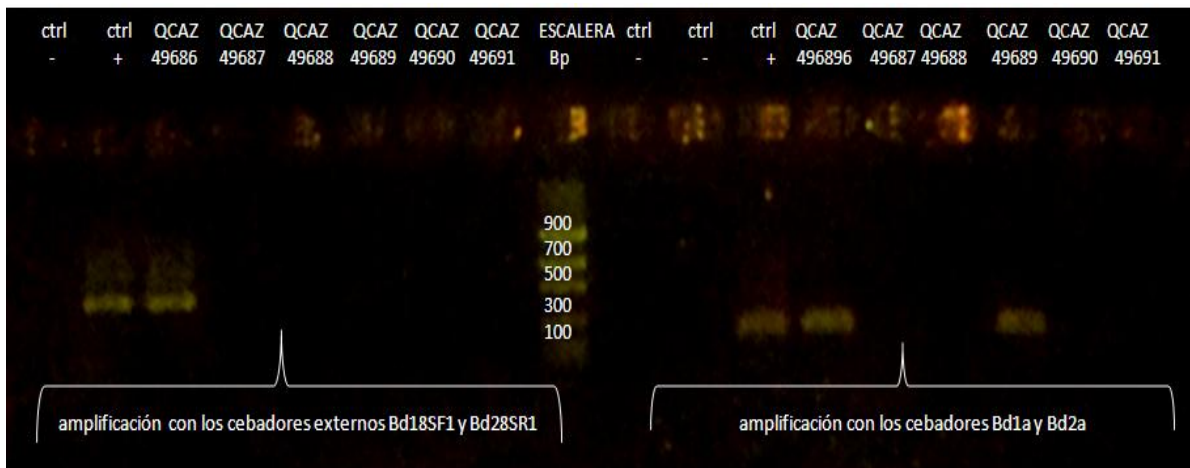 ctrl ctrl QCAZ QCAZ QCAZ QCAZ QCAZ QCAZ ESCALERA ctrl ctrl ctrl QCAZ QCAZ QCAZ QCAZ QCAZ QCAZ
- + 49686 49687 49688 49689 49690 49691 Bp - - + 496896 49687 49688 49689 49690 49691
900
700
500
300
100
amplificación con los cebadores externos Bd18SF1 y Bd28SR1 amplificación con los cebadores Bd1a y Bd2a